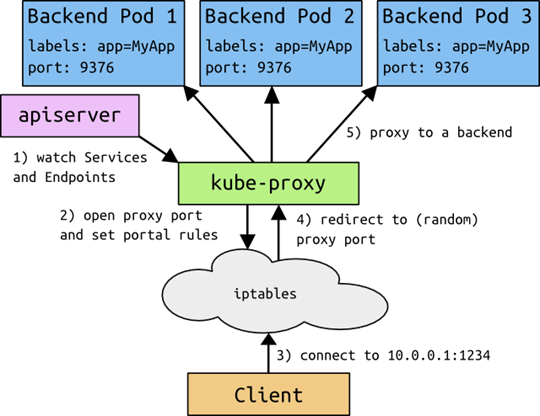 Backend Pod 1
labels: app=MyApp
port: 9376
Backend Pod 2
labels: app=MyApp
port: 9376
Backend Pod 3
labels: app=MyApp
port: 9376
apiserver
5) proxy to a backend
1) watch Services
and Endpoints
kube-proxy
2) open proxy port
and set portal rules
4) redirect to (random)
proxy port
iptables
3) connect to 10.0.0.1:1234
Client